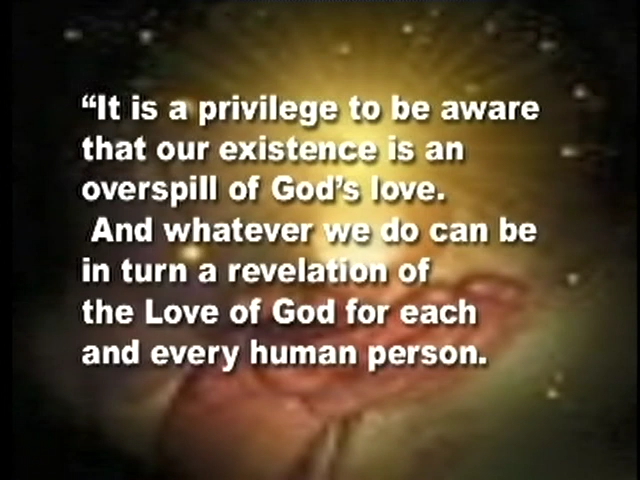 “It is a privilege to be aware
that our existence is an
overspill of God’s love.
And whatever we do can be
in turn a revelation of
the Love of God for each
and every human person.